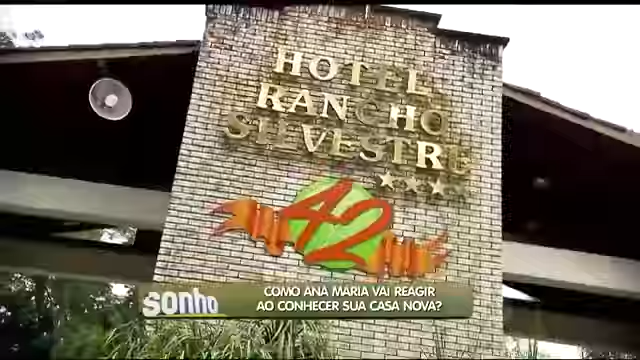 HOTEL
RANCHO
SILVESTRE
42
sonho
COMO ANA MARIA VAI REAGIR
AO CONHECER SUA CASA NOVA?